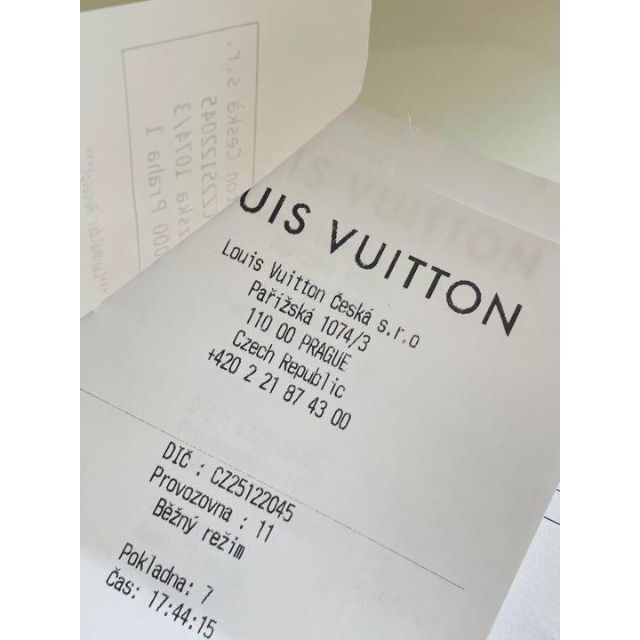 UIS VUITTON
Louis Vuitton Česká s.r.o
Pařížská 1074/3
110 00 PRAGUE
Czech Republic
+420 2 21 87 43 00
DIČ : CZ25122045
Provozovna : 11
Běžný režim
Pokladna: 7
Čas: 17:44:15